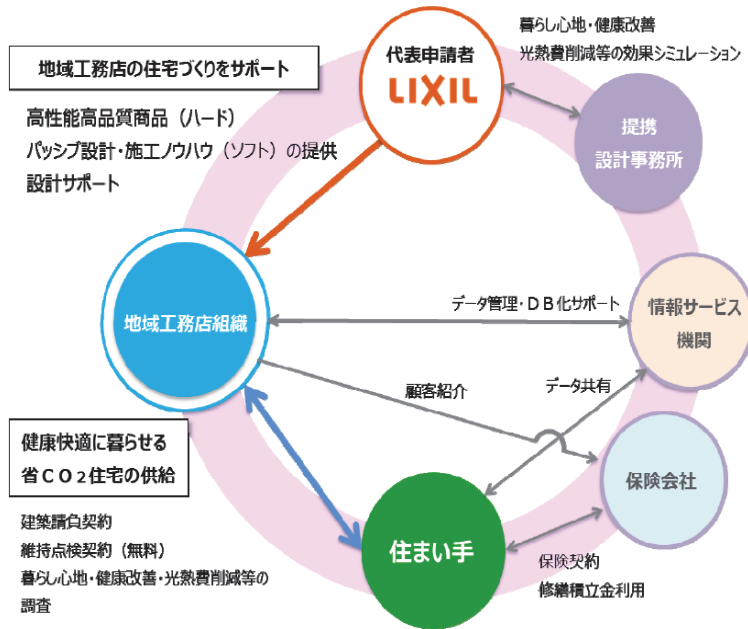 代表申請者
LIXIL
暮らし心地・健康改善
光熱費削減等の効果シミュレーション
地域工務店の住宅づくりをサポート
高性能高品質商品（ハード）
パッシブ設計・施工ノウハウ（ソフト）の提供
設計サポート
提携
設計事務所
地域工務店組織
データ管理・ＤＢ化サポート
情報サービス
機関
データ共有
顧客紹介
健康快適に暮らせる
省ＣＯ２住宅の供給
保険会社
建築請負契約
維持点検契約（無料）
暮らし心地・健康改善・光熱費削減等の
調査
住まい手
保険契約
修繕積立金利用